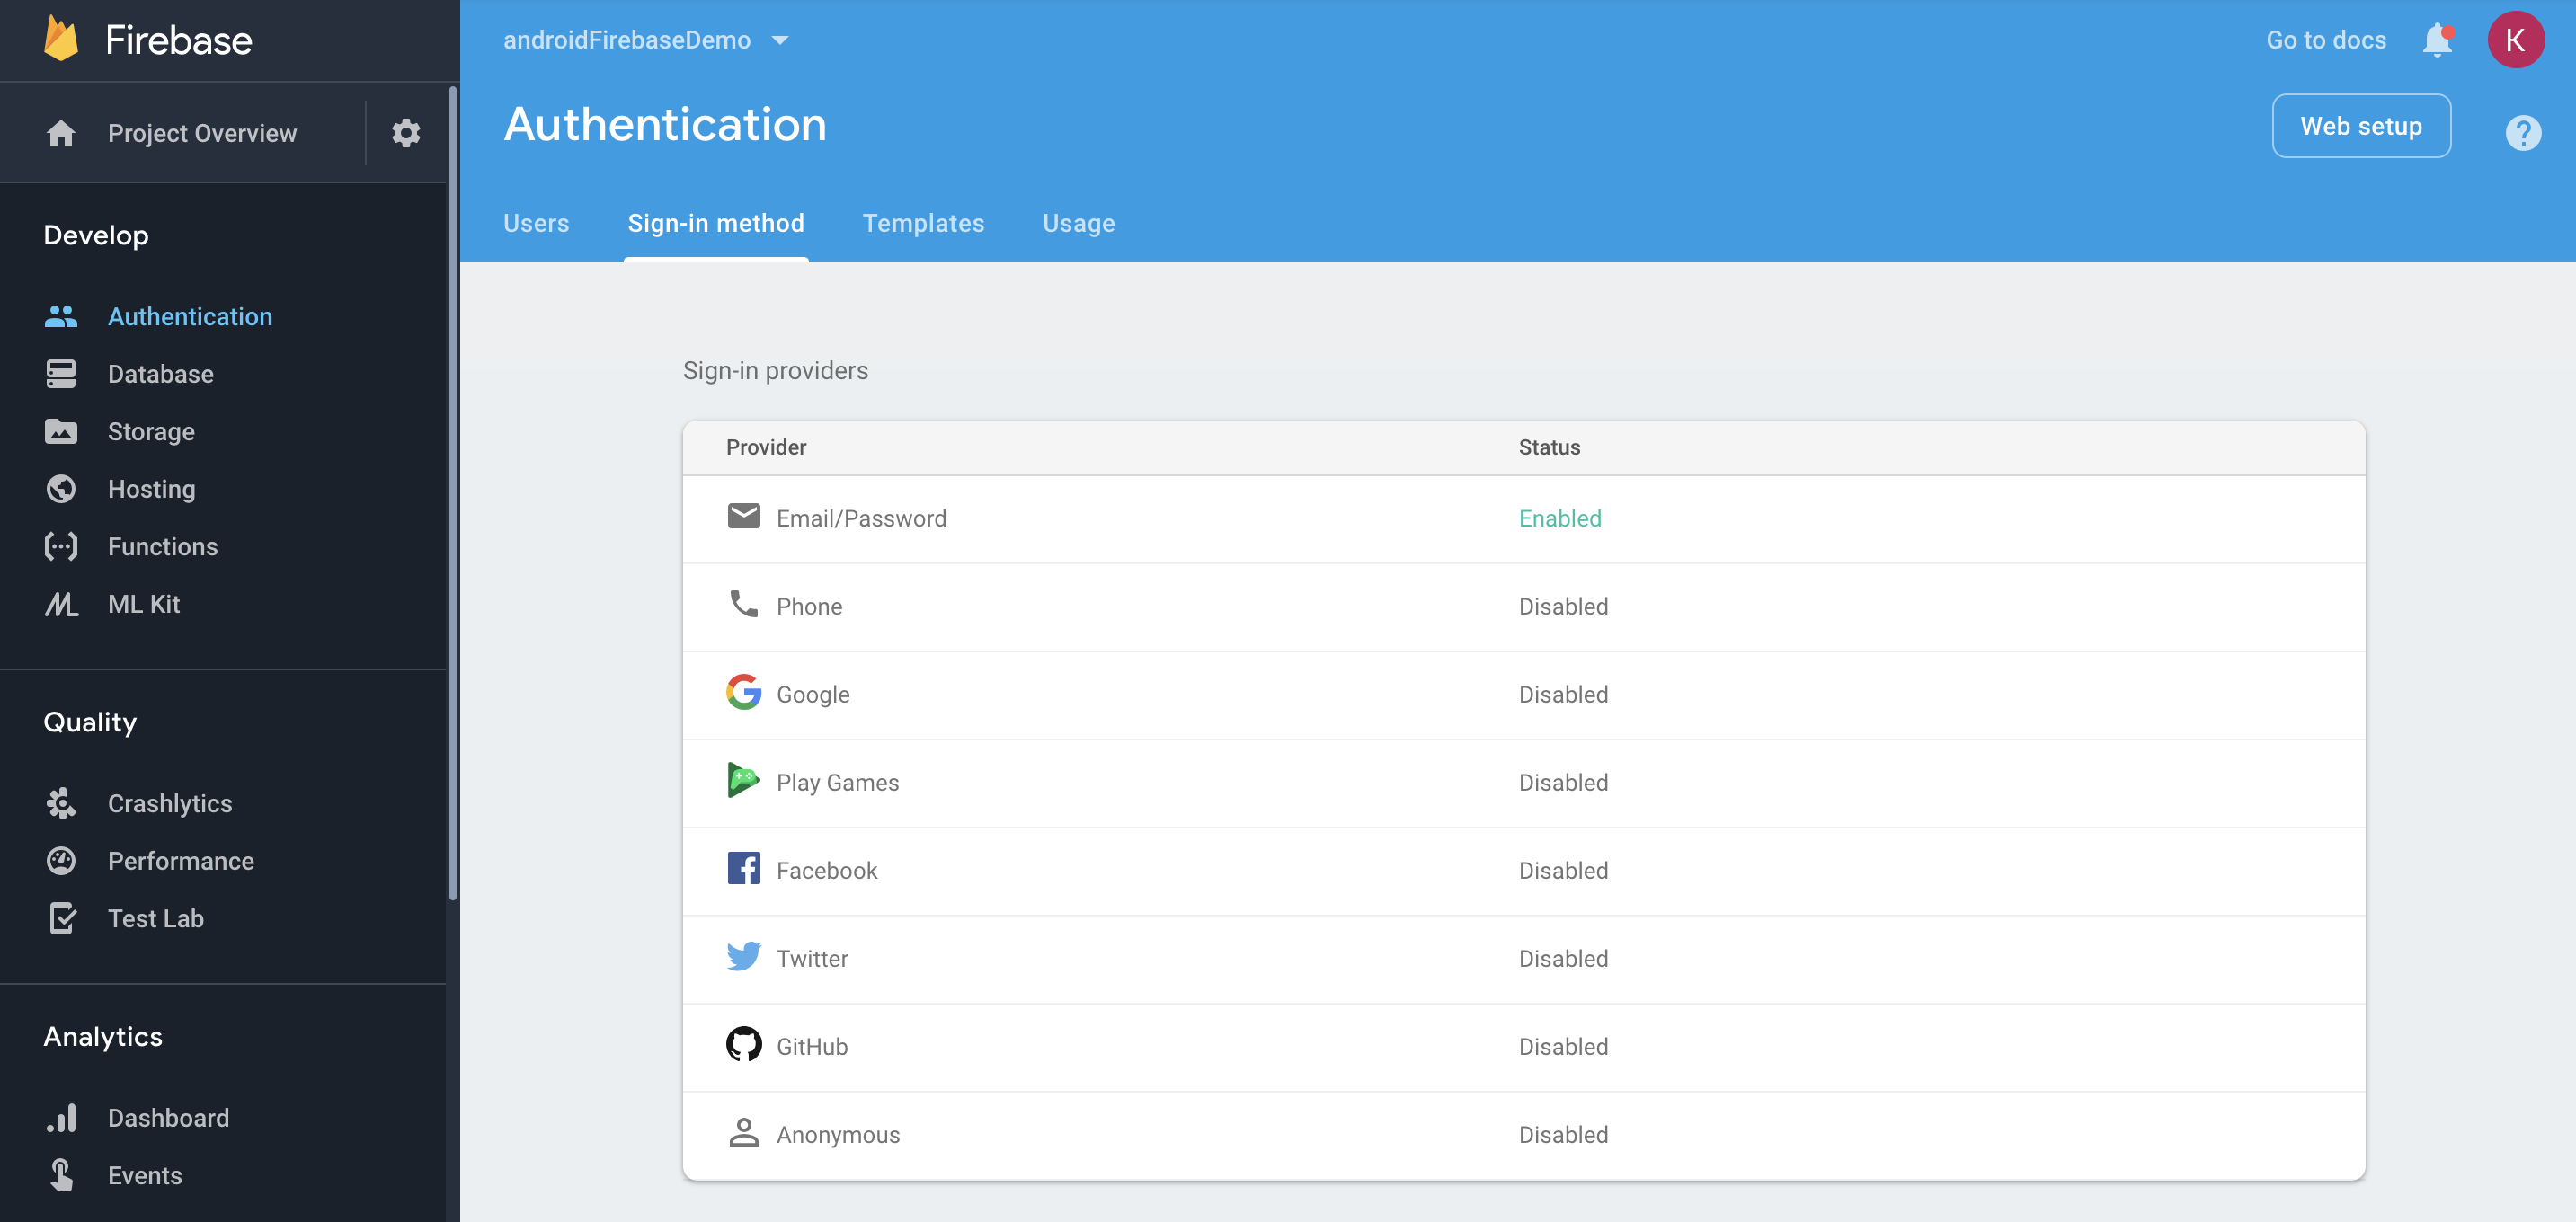 Firebase
Project Overview
Develop
Authentication
Database
Storage
Hosting
Functions
ML Kit
Quality
Crashlytics
Performance
Test Lab
Analytics
Dashboard
Events
androidFirebaseDemo
Go to docs
K
Authentication
Web setup
?
Users Sign-in method Templates Usage
Sign-in providers
Provider Status
Email/Password Enabled
Phone Disabled
Google Disabled
Play Games Disabled
Facebook Disabled
Twitter Disabled
GitHub Disabled
Anonymous Disabled